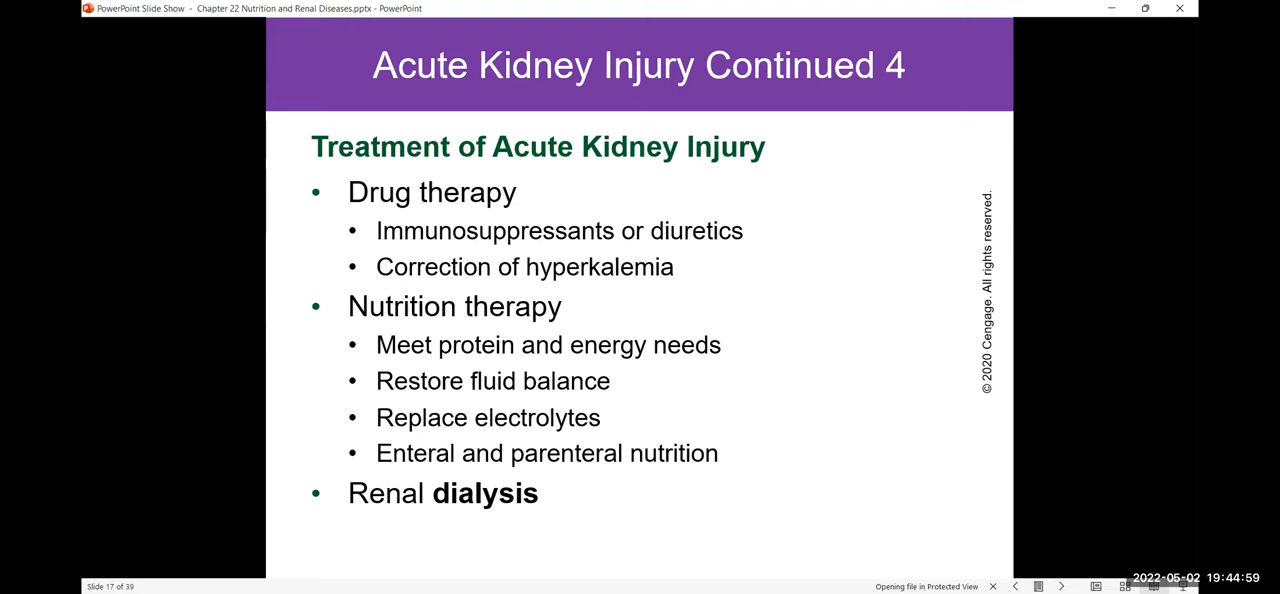 PowerPoint Slide Show - Chapter 22 Nutrition and Renal Diseases.pptx - PowerPoint
Acute Kidney Injury Continued 4
Treatment of Acute Kidney Injury
• Drug therapy
• Immunosuppressants or diuretics
• Correction of hyperkalemia
• Nutrition therapy
• Meet protein and energy needs
• Restore fluid balance
• Replace electrolytes
• Enteral and parenteral nutrition
• Renal dialysis
© 2020 Cengage. All rights reserved.
Slide 17 of 39
Opening file in Protected View
2022-05-02 19:44:59